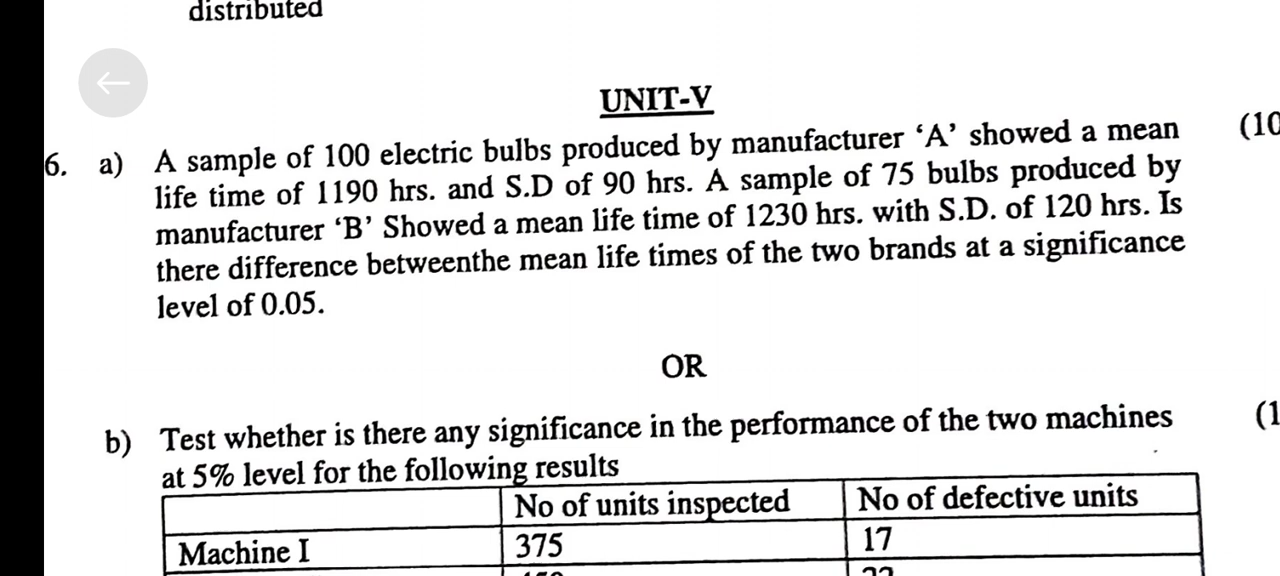 distributed
UNIT-V
6. a) A sample of 100 electric bulbs produced by manufacturer ‘A’ showed a mean (10
life time of 1190 hrs. and S.D of 90 hrs. A sample of 75 bulbs produced by
manufacturer ‘B’ Showed a mean life time of 1230 hrs. with S.D. of 120 hrs. Is
there difference betweenthe mean life times of the two brands at a significance
level of 0.05.
OR
b) Test whether is there any significance in the performance of the two machines (1
at 5% level for the following results
No of units inspected No of defective units
Machine I 375 17